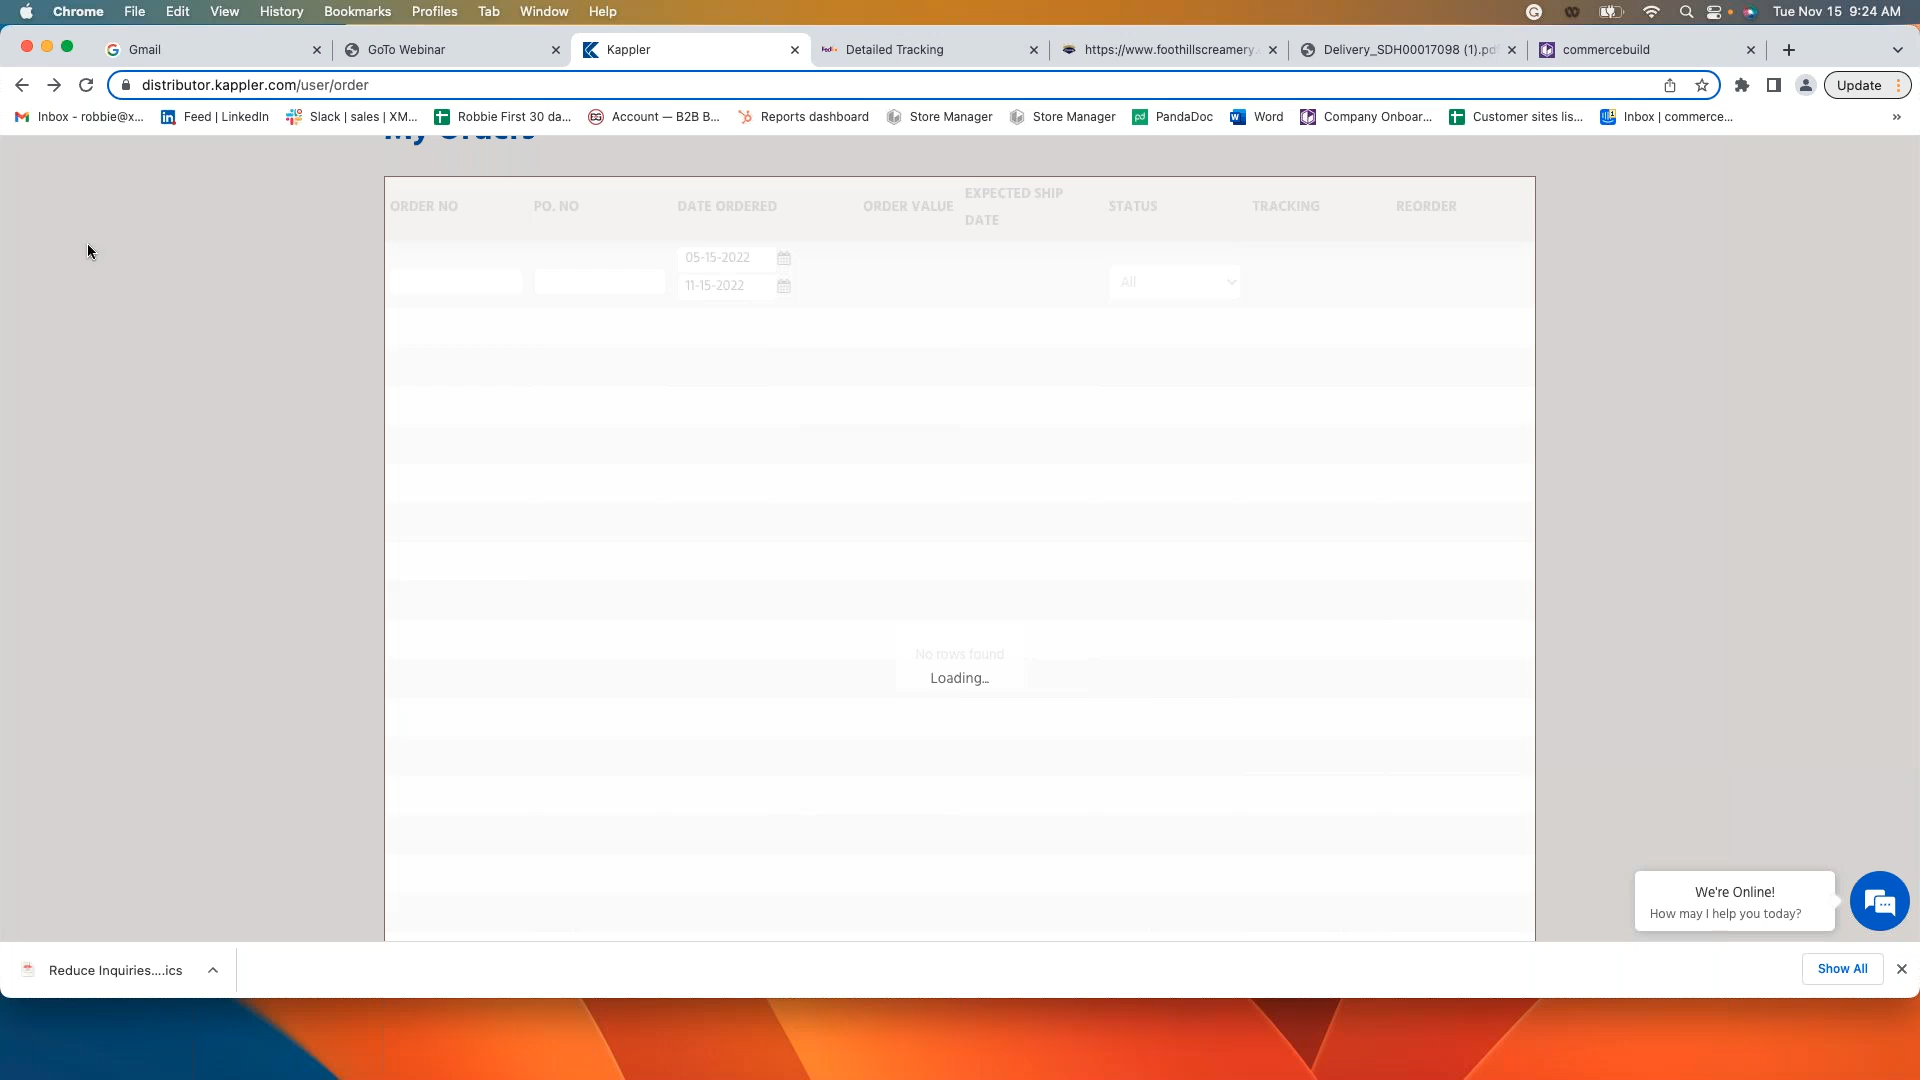 Chrome File Edit View History Bookmarks Profiles Tab Window Help Tue Nov 15 9:24 AM
Gmail GoTo Webinar Kappler FedEx Detailed Tracking https://www.foothillscreamery. Delivery_SDH00017098 (1).pdf commercebuild
distributor.kappler.com/user/order Update
Inbox - robbie@x... Feed | LinkedIn Slack | sales | XM... Robbie First 30 da... Account — B2B B... Reports dashboard Store Manager Store Manager PandaDoc Word Company Onboar... Customer sites lis... Inbox | commerce... »
My Orders
ORDER NO PO. NO DATE ORDERED ORDER VALUE EXPECTED SHIP DATE STATUS TRACKING REORDER
05-15-2022
11-15-2022
All
No rows found
Loading...
We're Online!
How may I help you today?
Reduce Inquiries....ics Show All